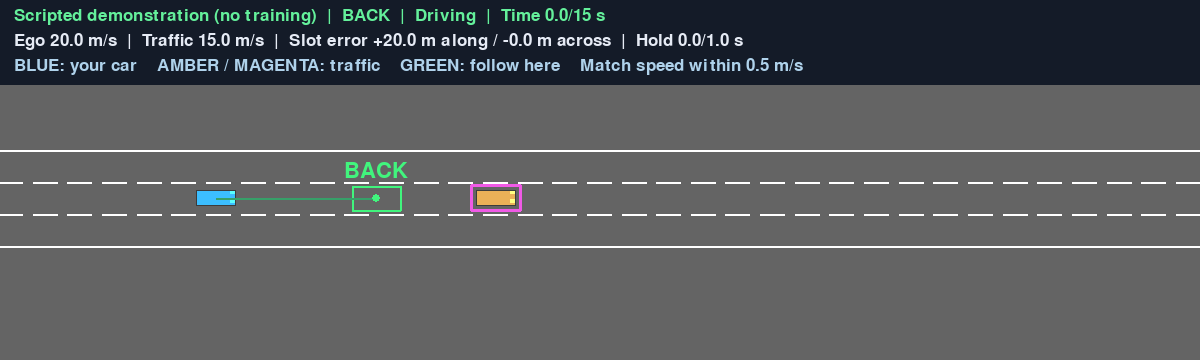 Scripted demonstration (no training)  |  BACK  |  Driving  |  Time 0.0/15 s
Ego 20.0 m/s  |  Traffic 15.0 m/s  |  Slot error +20.0 m along / -0.0 m across  |  Hold 0.0/1.0 s
BLUE: your car    AMBER / MAGENTA: traffic    GREEN: follow here    Match speed within 0.5 m/s
BACK